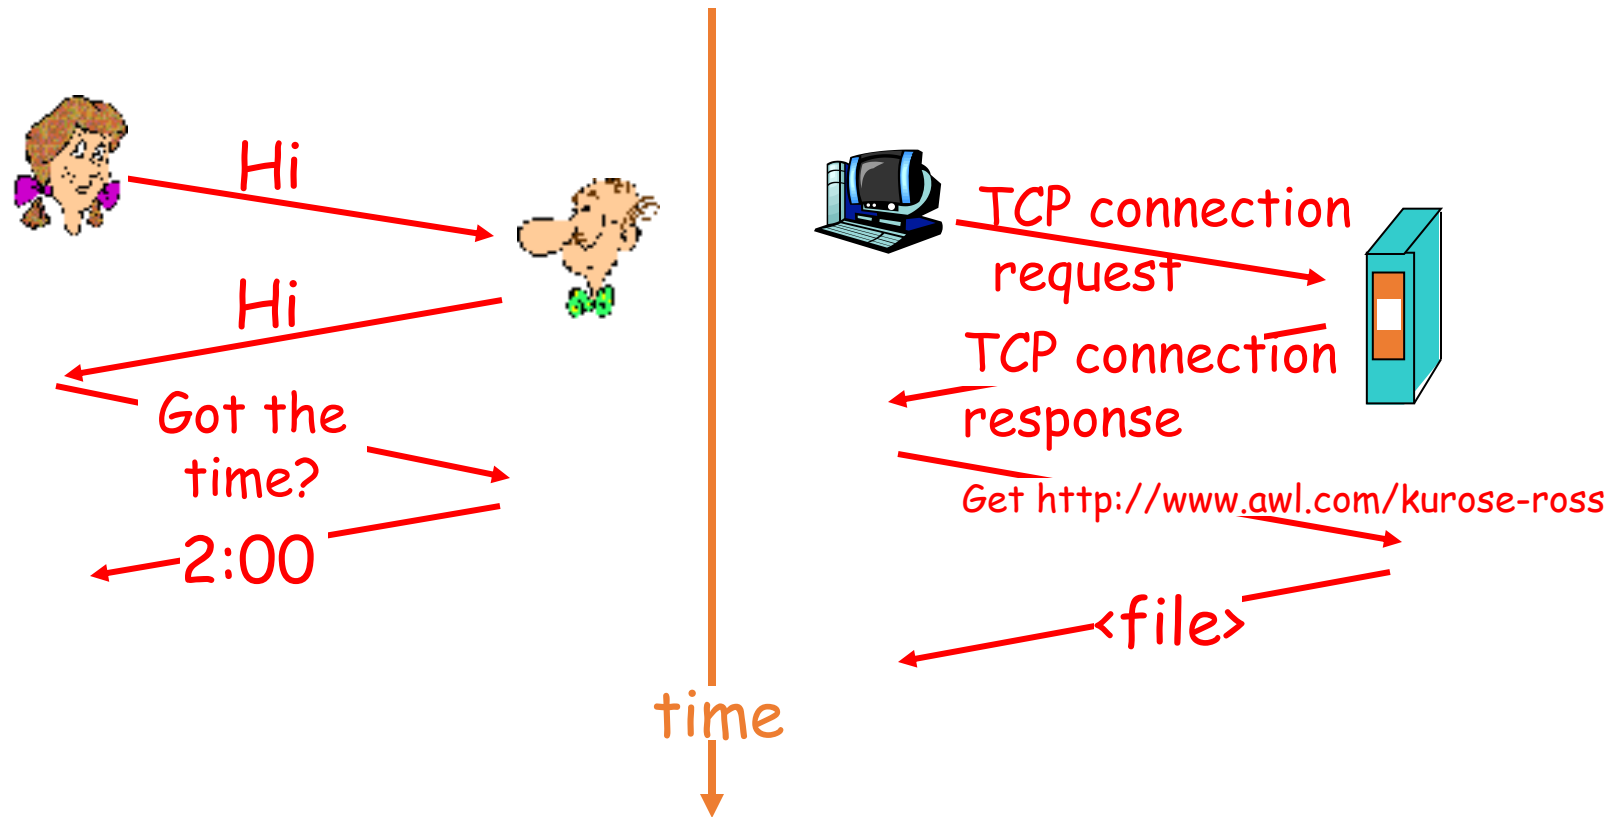 Hi
Hi
Got the
time?
2:00
TCP connection
request
TCP connection
response
Get http://www.awl.com/kurose-ross
<file>
time